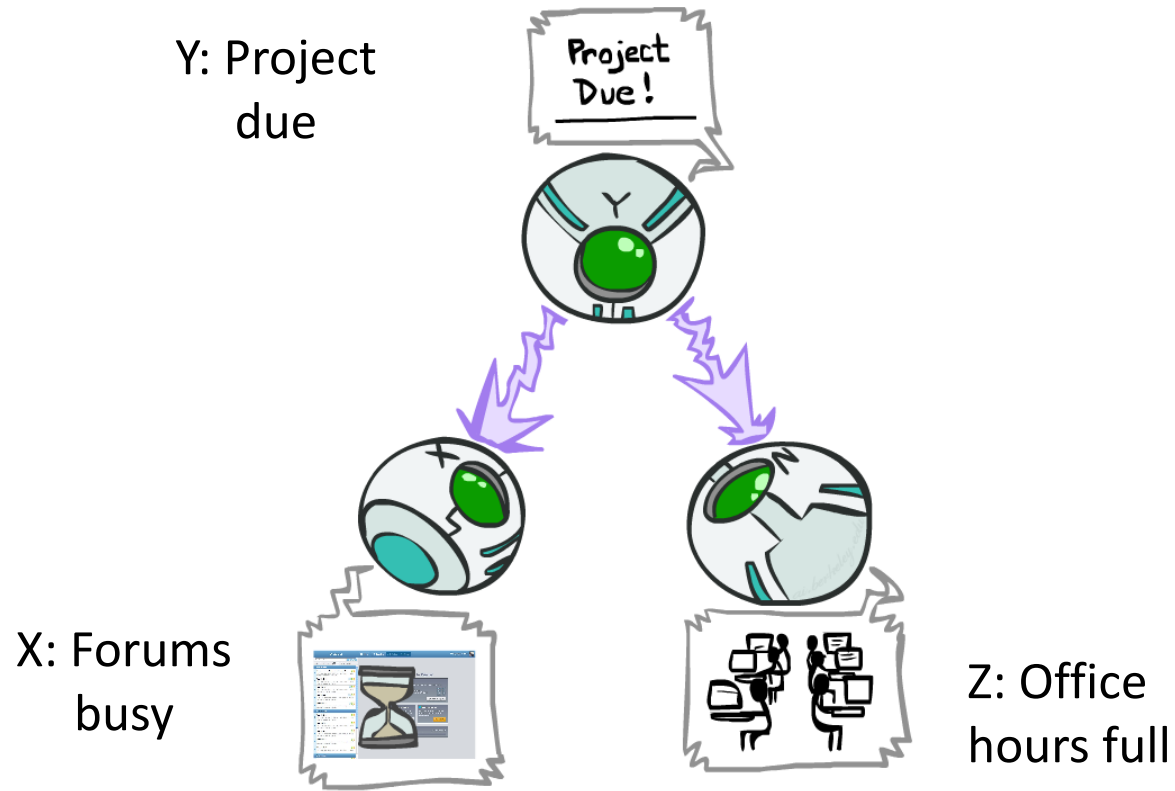 Y: Project
due
Project
Due!
Y
X
Z
X: Forums
busy
Z: Office
hours full